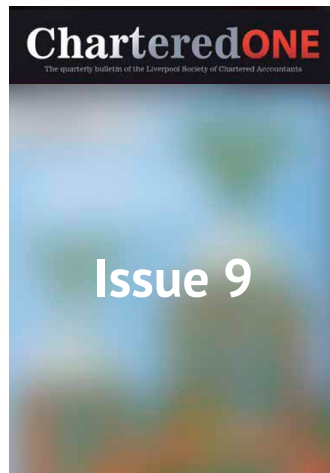 CharteredONE
The quarterly bulletin of the Liverpool Society of Chartered Accountants
Issue 9